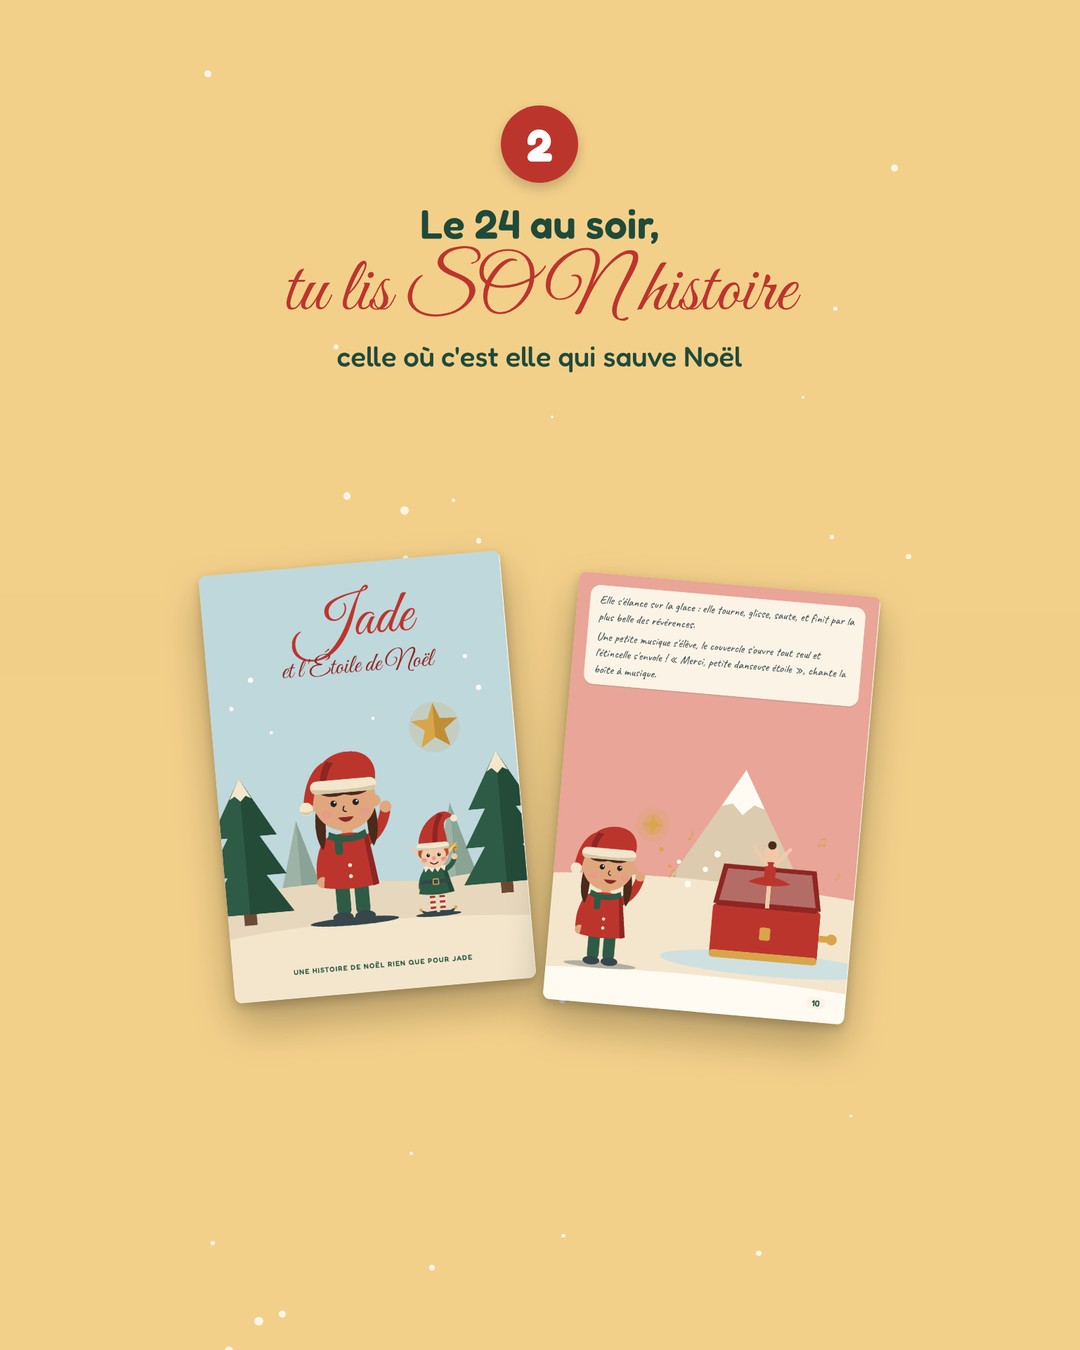 2
Le 24 au soir,
tu lis SON histoire
celle où c'est elle qui sauve Noël
Jade
et l'Étoile de Noël
UNE HISTOIRE DE NOËL RIEN QUE POUR JADE
Elle s'élance sur la glace : elle tourne, glisse, saute, et finit par la
plus belle des révérences.
Une petite musique s'élève, le couvercle s'ouvre tout seul et
l'étincelle s'envole ! « Merci, petite danseuse étoile », chante la
boîte à musique.
10